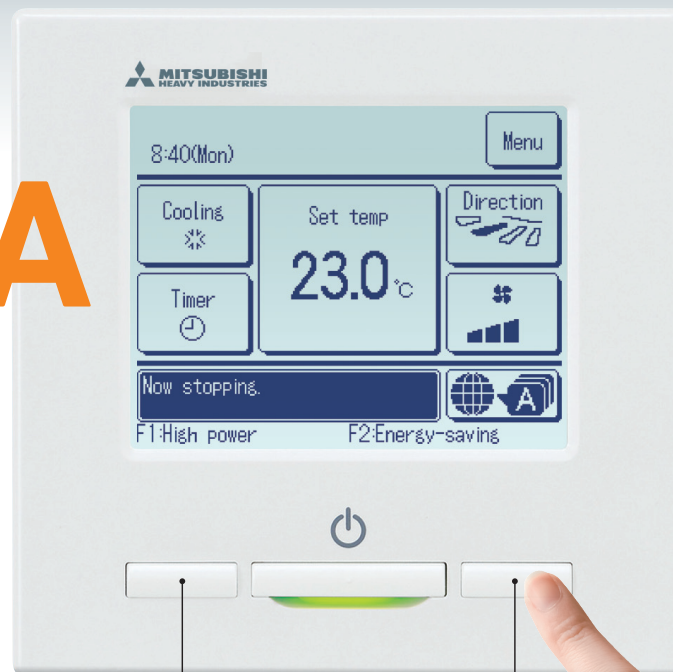 MITSUBISHI
HEAVY INDUSTRIES
8:40(Mon)
Menu
Cooling
Set temp
Direction
23.0°C
Timer
Now stopping.
A
F1:High power
F2:Energy-saving
A